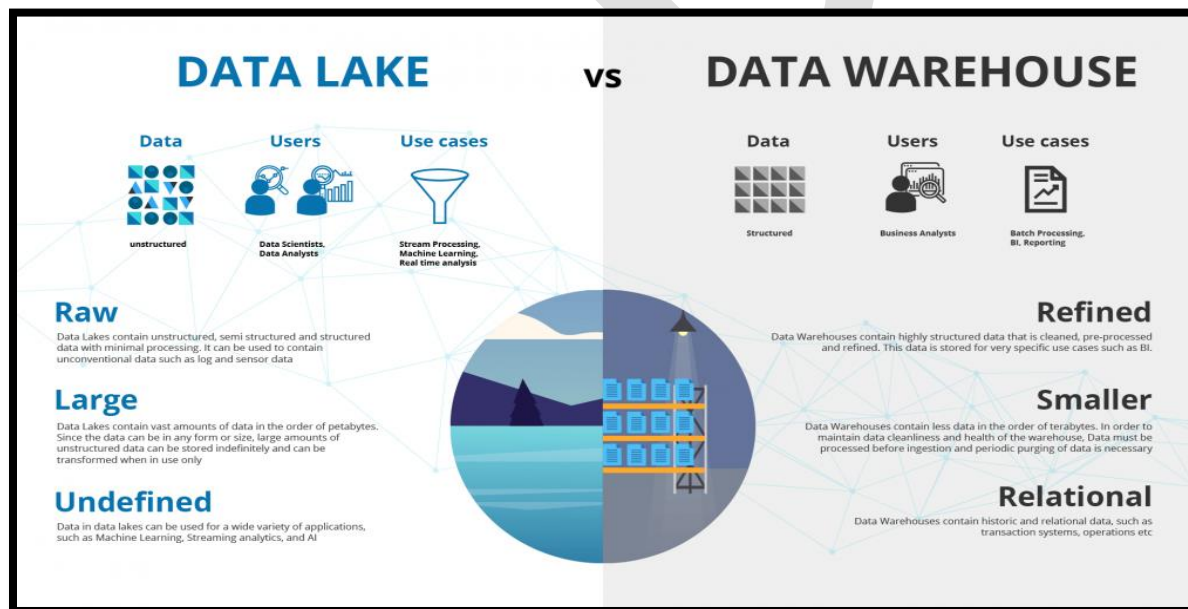 DATA LAKE
vs
DATA WAREHOUSE
Data
Users
Use cases
unstructured
Data Scientists,
Data Analysts
Stream Processing,
Machine Learning,
Real time analysis
Data
Users
Use cases
Structured
Business Analysts
Batch Processing,
BI, Reporting
Raw
Data Lakes contain unstructured, semi structured and structured
data with minimal processing. It can be used to contain
unconventional data such as log and sensor data
Large
Data Lakes contain vast amounts of data in the order of petabytes.
Since the data can be in any form or size, large amounts of
unstructured data can be stored indefinitely and can be
transformed when in use only
Undefined
Data in data lakes can be used for a wide variety of applications,
such as Machine Learning, Streaming analytics, and AI
Refined
Data Warehouses contain highly structured data that is cleaned, pre-processed
and refined. This data is stored for very specific use cases such as BI.
Smaller
Data Warehouses contain less data in the order of terabytes. In order to
maintain data cleanliness and health of the warehouse, Data must be
processed before ingestion and periodic purging of data is necessary
Relational
Data Warehouses contain historic and relational data, such as
transaction systems, operations etc